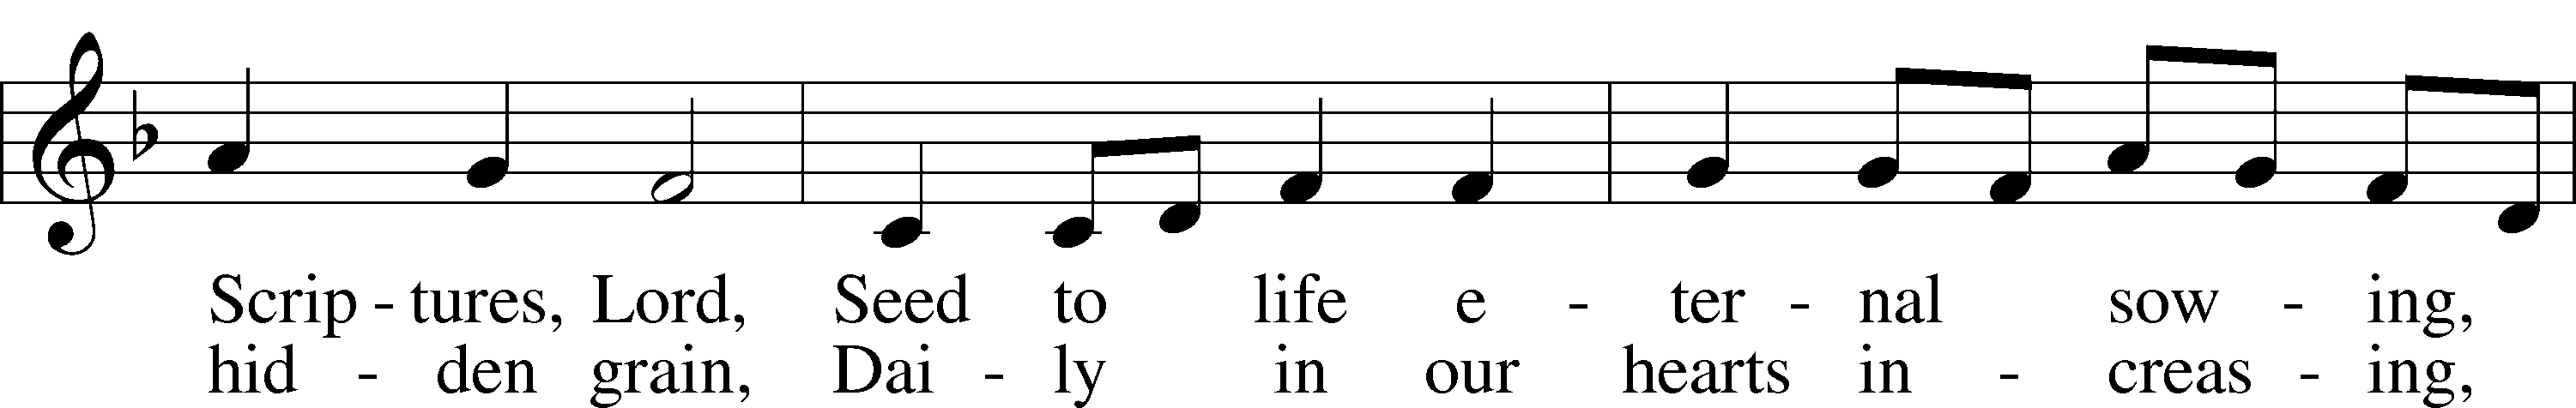 Scrip - tures, Lord, Seed to life e - ter - nal sow - ing,
hid - den grain, Dai - ly in our hearts in - creas - ing,